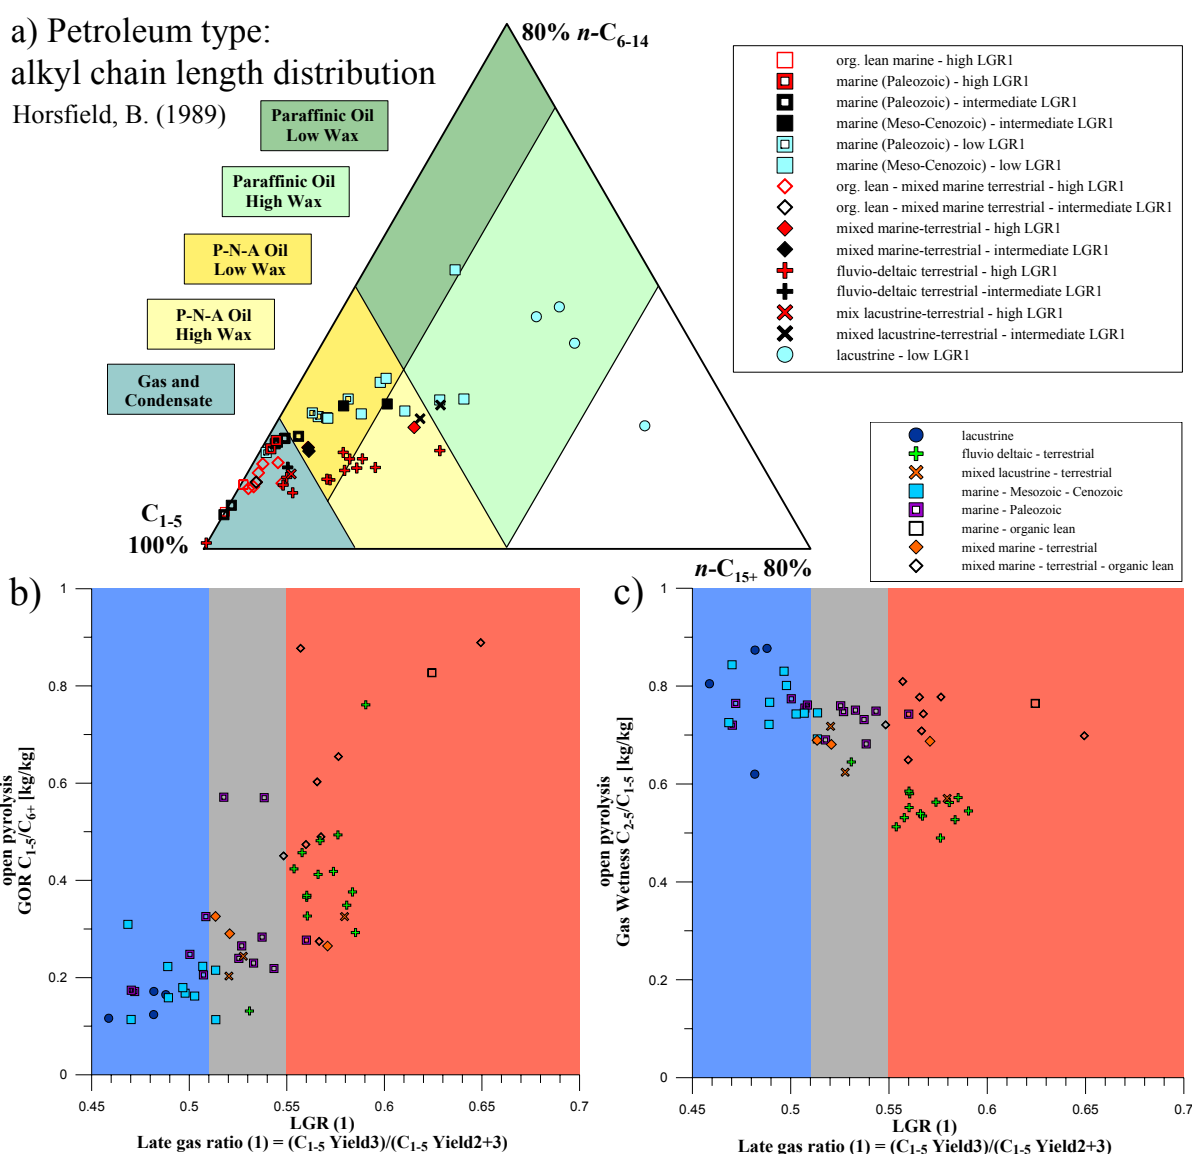 a) Petroleum type:
alkyl chain length distribution
Horsfield, B. (1989)
80% n-C6-14
Paraffinic Oil
Low Wax
Paraffinic Oil
High Wax
P-N-A Oil
Low Wax
P-N-A Oil
High Wax
Gas and
Condensate
C1-5
100%
n-C15+ 80%
org. lean marine - high LGR1
marine (Paleozoic) - high LGR1
marine (Paleozoic) - intermediate LGR1
marine (Meso-Cenozoic) - intermediate LGR1
marine (Paleozoic) - low LGR1
marine (Meso-Cenozoic) - low LGR1
org. lean - mixed marine terrestrial - high LGR1
org. lean - mixed marine terrestrial - intermediate LGR1
mixed marine-terrestrial - high LGR1
mixed marine-terrestrial - intermediate LGR1
fluvio-deltaic terrestrial - high LGR1
fluvio-deltaic terrestrial -intermediate LGR1
mix lacustrine-terrestrial - high LGR1
mixed lacustrine-terrestrial - intermediate LGR1
lacustrine - low LGR1
lacustrine
fluvio deltaic - terrestrial
mixed lacustrine - terrestrial
marine - Mesozoic - Cenozoic
marine - Paleozoic
marine - organic lean
mixed marine - terrestrial
mixed marine - terrestrial - organic lean
b)
1
0.8
0.6
0.4
0.2
0
open pyrolysis
GOR C1-5/C6+ [kg/kg]
0.45
0.5
0.55
0.6
0.65
0.7
LGR (1)
Late gas ratio (1) = (C1-5 Yield3)/(C1-5 Yield2+3)
c)
1
0.8
0.6
0.4
0.2
0
open pyrolysis
Gas Wetness C2-5/C1-5 [kg/kg]
0.45
0.5
0.55
0.6
0.65
0.7
LGR (1)
Late gas ratio (1) = (C1-5 Yield3)/(C1-5 Yield2+3)